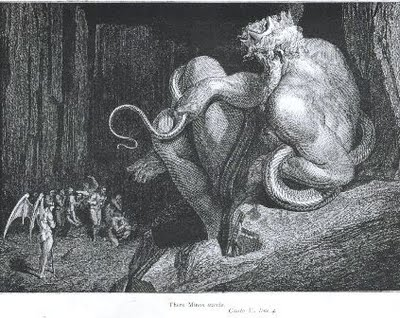 There Minos stands.
Canto V., line 4.